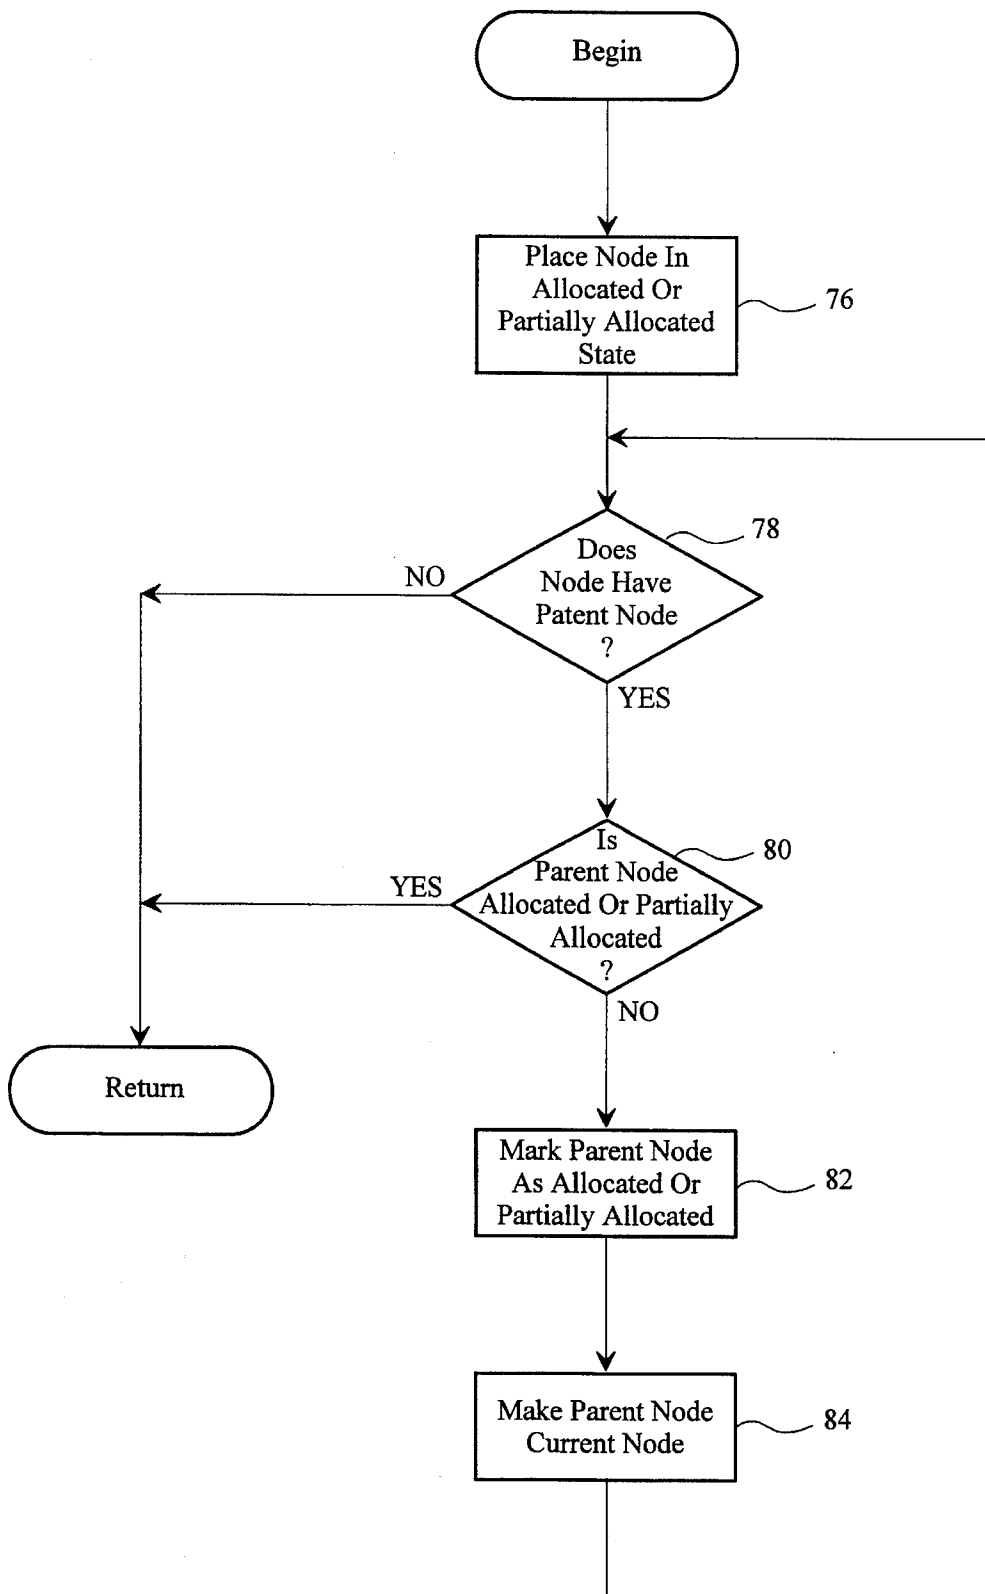 Begin
Place Node In
Allocated Or
Partially Allocated
State
76
78
Does
Node Have
Patent Node
?
NO
YES
80
Is
Parent Node
Allocated Or Partially
Allocated
?
YES
NO
Return
Mark Parent Node
As Allocated Or
Partially Allocated
82
Make Parent Node
Current Node
84